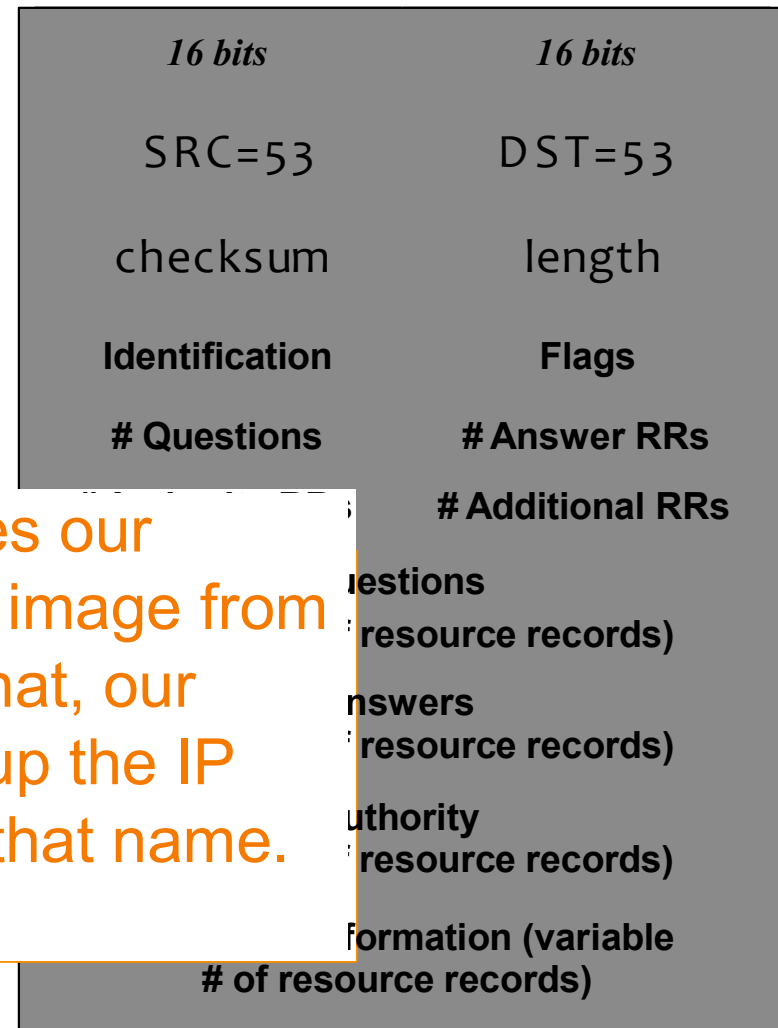 16 bits 16 bits
SRC=53 DST=53
checksum length
Identification Flags
# Questions # Answer RRs
# Additional RRs
es our
image from
hat, our
up the IP
that name.
estions
resource records)
nswers
resource records)
uthority
resource records)
formation (variable
# of resource records)